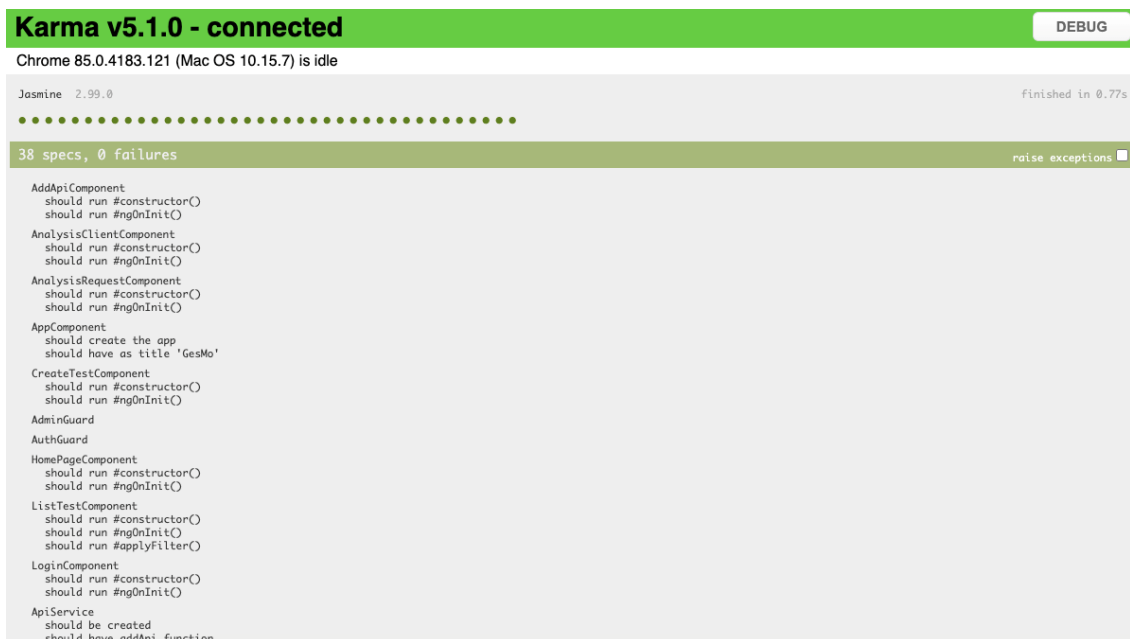 Karma v5.1.0 - connected
DEBUG
Chrome 85.0.4183.121 (Mac OS 10.15.7) is idle
Jasmine 2.99.0
finished in 0.77s
38 specs, 0 failures
raise exceptions
AddApiComponent
should run #constructor()
should run #ngOnInit()
AnalysisClientComponent
should run #constructor()
should run #ngOnInit()
AnalysisRequestComponent
should run #constructor()
should run #ngOnInit()
AppComponent
should create the app
should have as title 'GesMo'
CreateTestComponent
should run #constructor()
should run #ngOnInit()
AdminGuard
AuthGuard
HomePageComponent
should run #constructor()
should run #ngOnInit()
ListTestComponent
should run #constructor()
should run #ngOnInit()
should run #applyFilter()
LoginComponent
should run #constructor()
should run #ngOnInit()
ApiService
should be created
should have addApi function